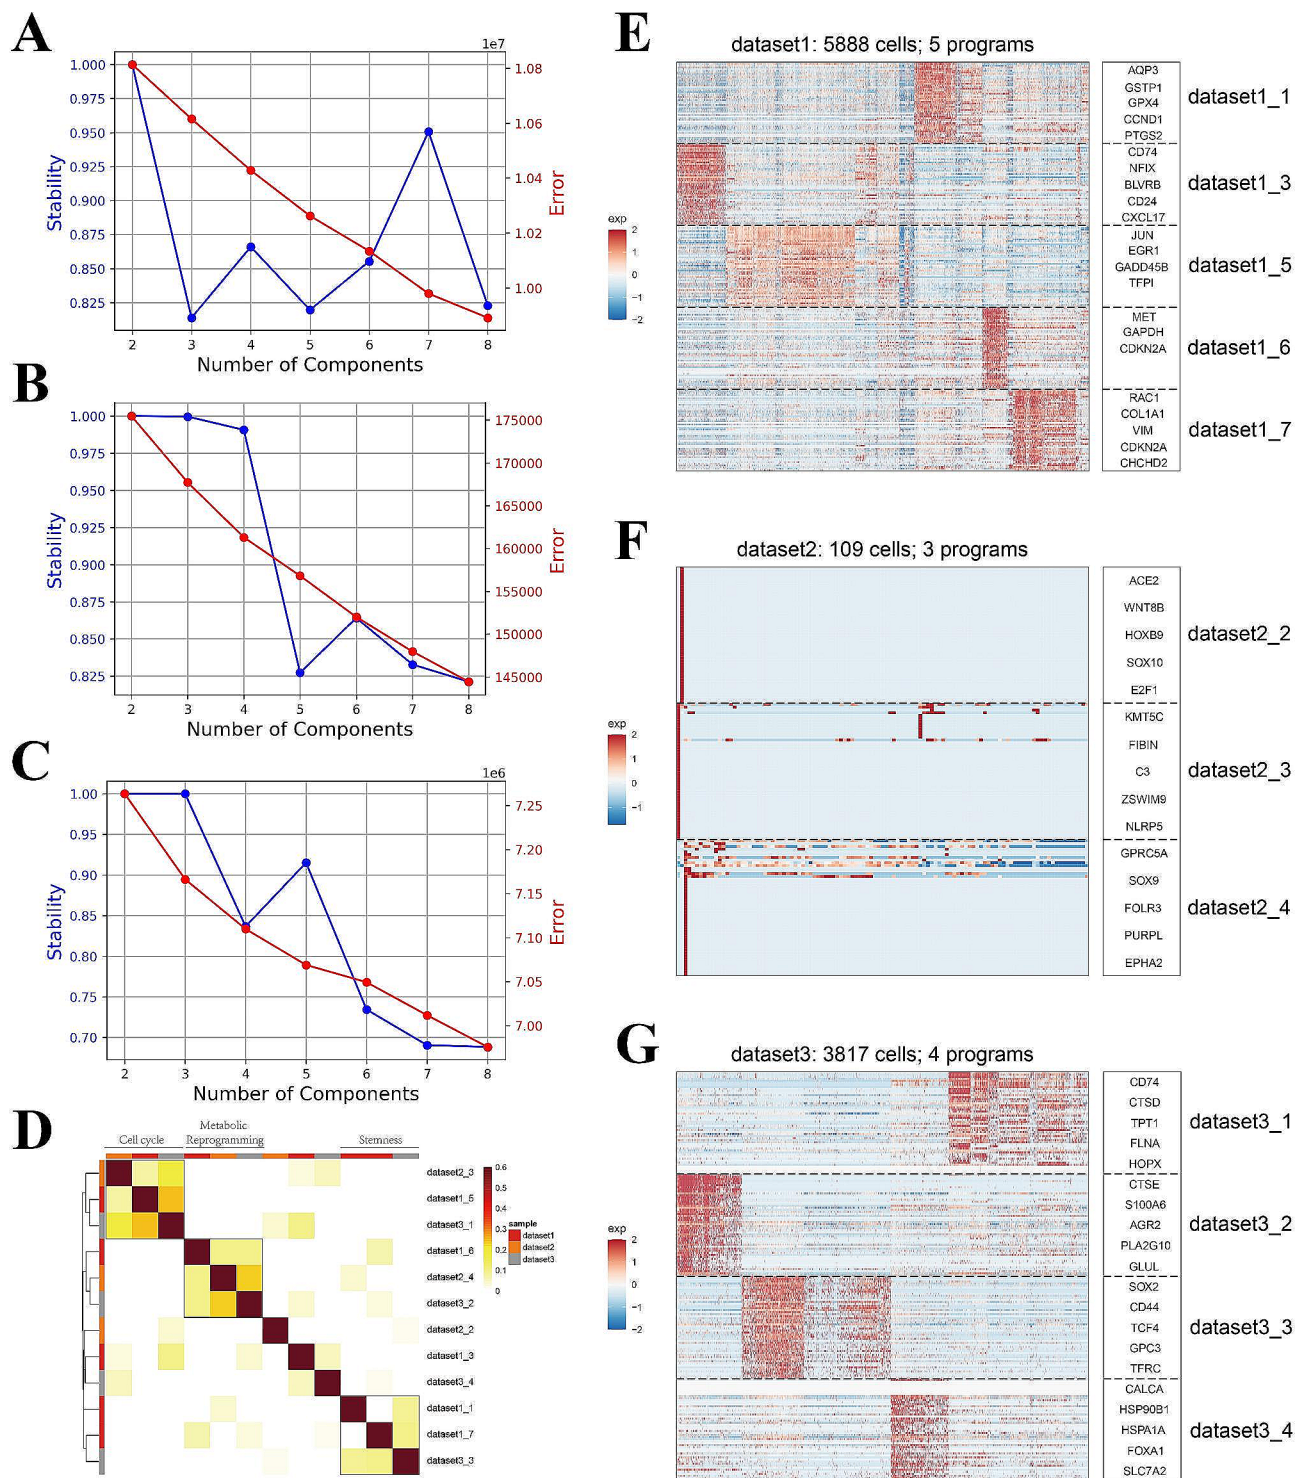 A
1e7
1.000
0.975
0.950
0.925
0.900
0.875
0.850
0.825
Stability
1.08
1.06
1.04
1.02
1.00
Error
2 3 4 5 6 7 8
Number of Components
B
1.000
0.975
0.950
0.925
0.900
0.875
0.850
0.825
Stability
175000
170000
165000
160000
155000
150000
145000
Error
2 3 4 5 6 7 8
Number of Components
C
1e6
1.00
0.95
0.90
0.85
0.80
0.75
0.70
Stability
7.25
7.20
7.15
7.10
7.05
7.00
Error
2 3 4 5 6 7 8
Number of Components
D
Cell cycle
Metabolic
Reprogramming
Stemness
dataset2_3
dataset1_5
dataset3_1
dataset1_6
dataset2_4
dataset3_2
dataset2_2
dataset1_3
dataset3_4
dataset1_1
dataset1_7
dataset3_3
0.6
0.5
0.4
0.3
0.2
0.1
0
sample
dataset1
dataset2
dataset3
E
dataset1: 5888 cells; 5 programs
exp
2
1
0
−1
−2
AQP3
GSTP1
GPX4
CCND1
PTGS2
dataset1_1
CD74
NFIX
BLVRB
CD24
CXCL17
dataset1_3
JUN
EGR1
GADD45B
TFPI
dataset1_5
MET
GAPDH
CDKN2A
dataset1_6
RAC1
COL1A1
VIM
CDKN2A
CHCHD2
dataset1_7
F
dataset2: 109 cells; 3 programs
exp
2
1
0
−1
ACE2
WNT8B
HOXB9
SOX10
E2F1
dataset2_2
KMT5C
FIBIN
C3
ZSWIM9
NLRP5
dataset2_3
GPRC5A
SOX9
FOLR3
PURPL
EPHA2
dataset2_4
G
dataset3: 3817 cells; 4 programs
exp
2
1
0
−1
−2
CD74
CTSD
TPT1
FLNA
HOPX
dataset3_1
CTSE
S100A6
AGR2
PLA2G10
GLUL
dataset3_2
SOX2
CD44
TCF4
GPC3
TFRC
dataset3_3
CALCA
HSP90B1
HSPA1A
FOXA1
SLC7A2
dataset3_4